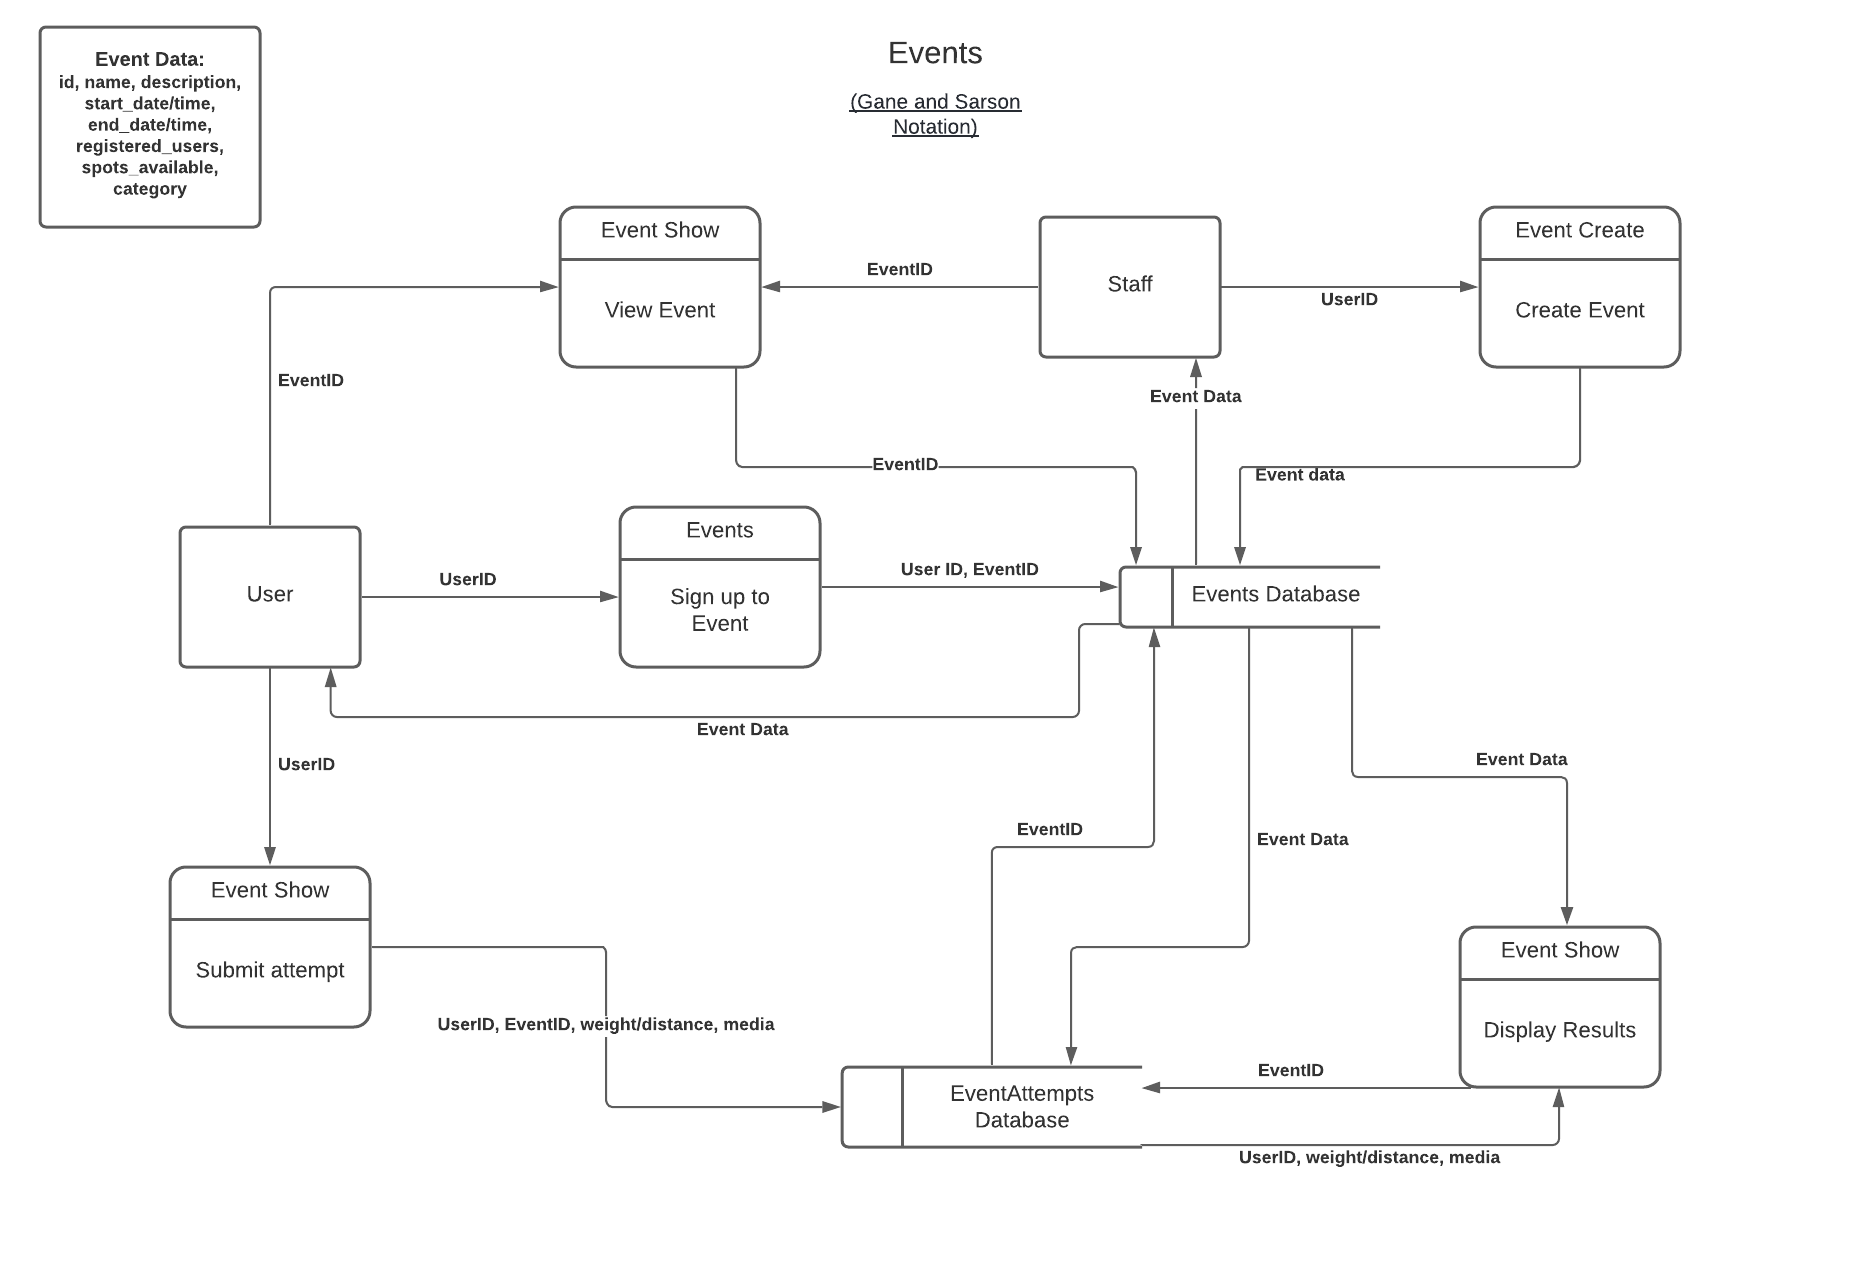 Event Data:
id, name, description,
start_date/time,
end_date/time,
registered_users,
spots_available,
category
Events
(Gane and Sarson
Notation)
Event Show
View Event
EventID
Staff
UserID
Event Create
Create Event
EventID
Event Data
EventID
Event data
User
UserID
Events
Sign up to
Event
User ID, EventID
Events Database
Event Data
UserID
Event Data
EventID
Event Data
Event Show
Submit attempt
Event Show
Display Results
UserID, EventID, weight/distance, media
EventID
EventAttempts
Database
UserID, weight/distance, media